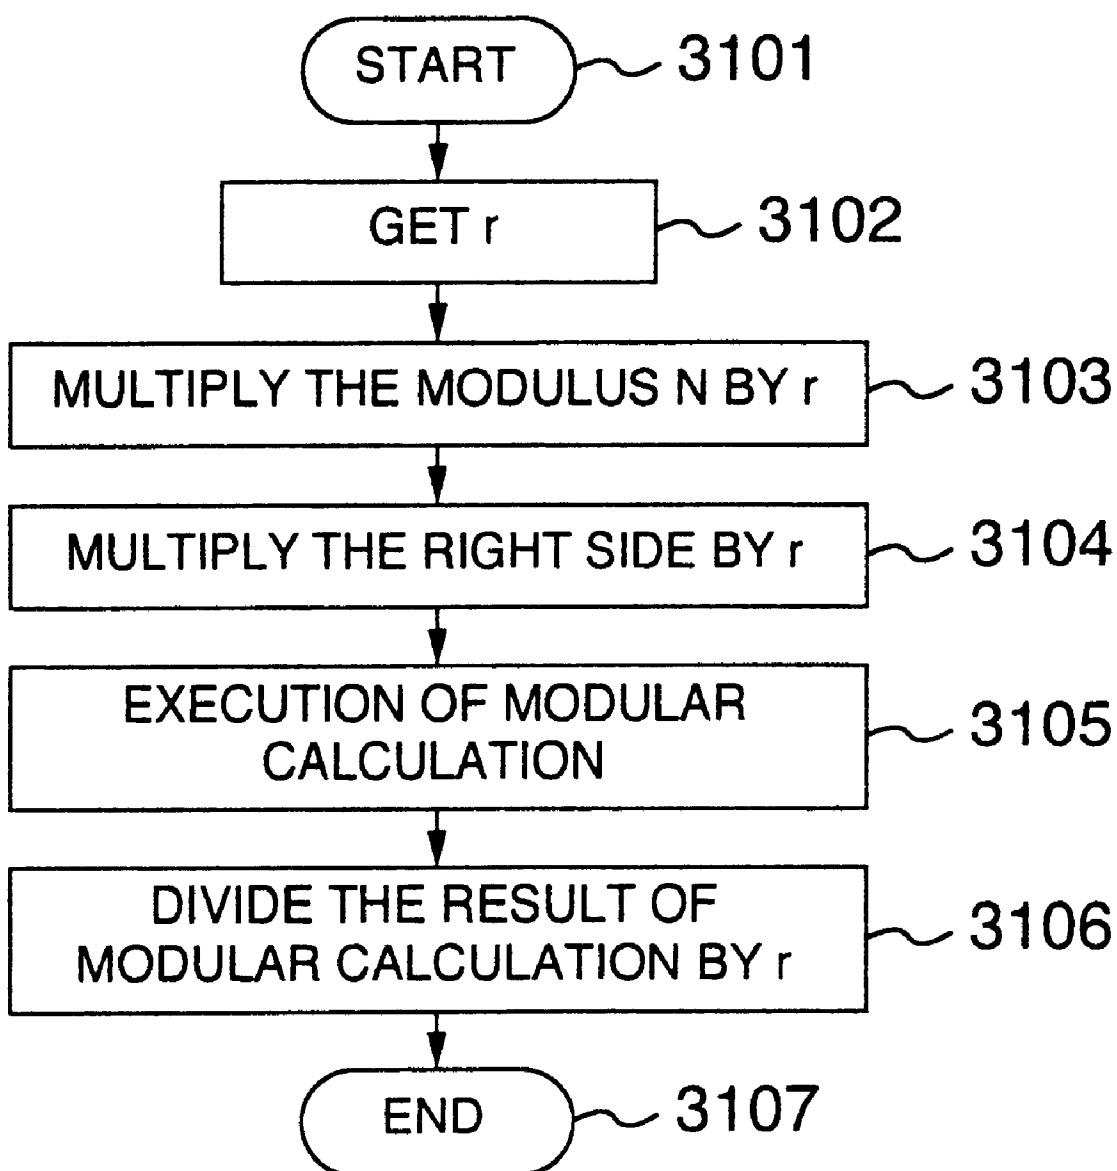 START
3101
GET r
3102
MULTIPLY THE MODULUS N BY r
3103
MULTIPLY THE RIGHT SIDE BY r
3104
EXECUTION OF MODULAR
CALCULATION
3105
DIVIDE THE RESULT OF
MODULAR CALCULATION BY r
3106
END
3107